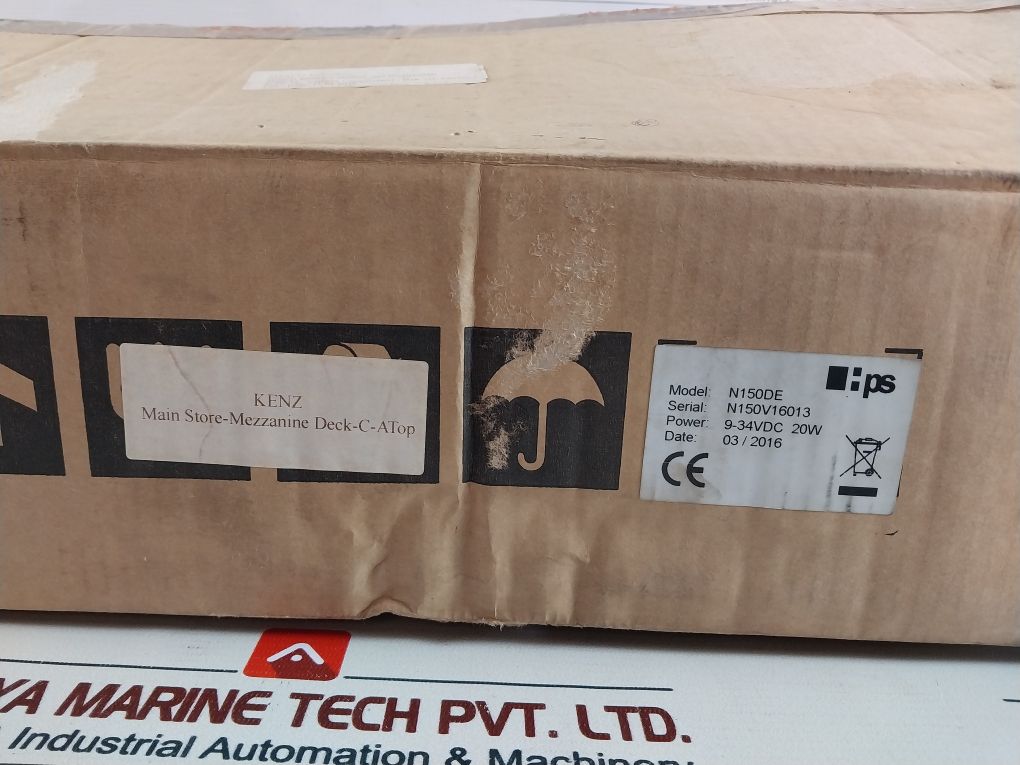 KENZ
Main Store-Mezzanine Deck-C-ATop
ps
Model: N150DE
Serial: N150V16013
Power: 9-34VDC 20W
Date: 03 / 2016
CE
YA MARINE TECH PVT. LTD.
Industrial Automation & Machinery